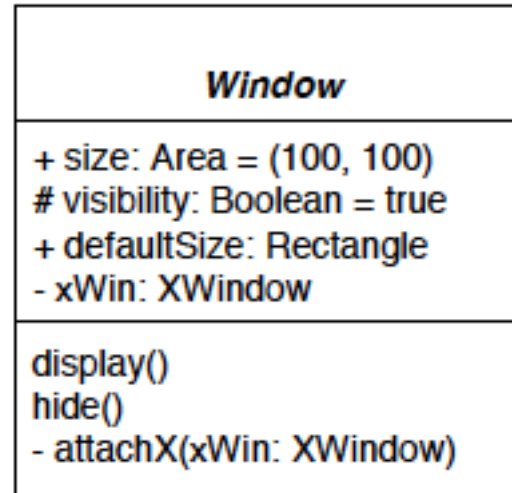 Window
+ size: Area = (100, 100)
# visibility: Boolean = true
+ defaultSize: Rectangle
- xWin: XWindow
display()
hide()
- attachX(xWin: XWindow)